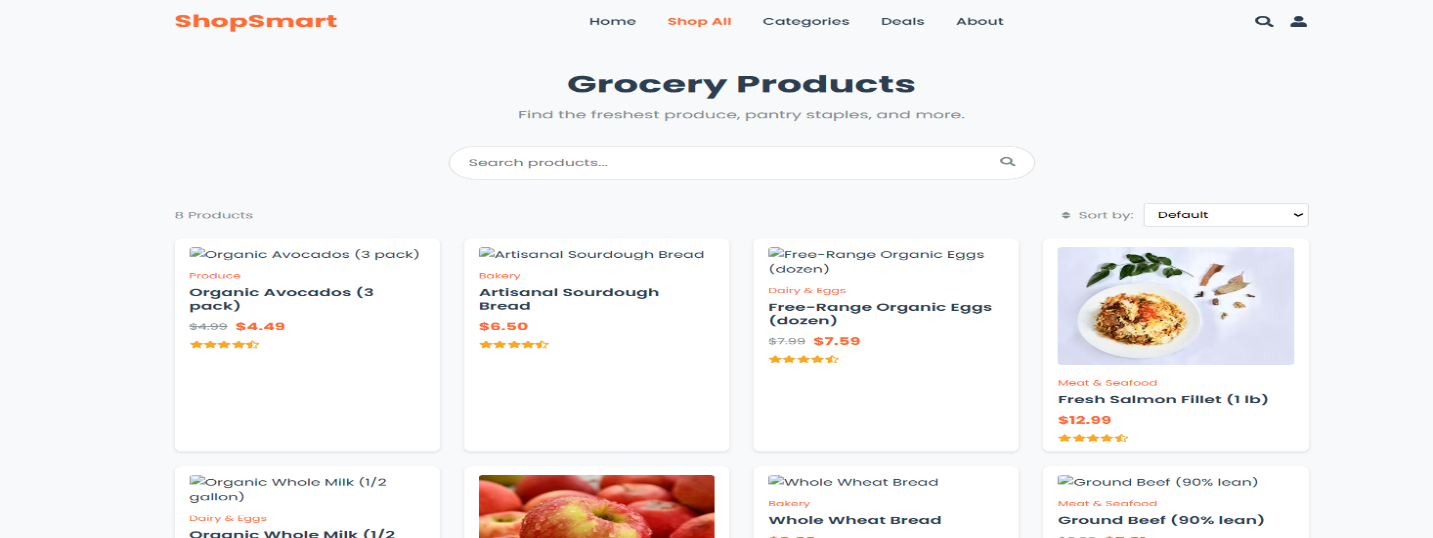 ShopSmart
Home Shop All Categories Deals About
Grocery Products
Find the freshest produce, pantry staples, and more.
Search products...
8 Products
Sort by: Default
Organic Avocados (3 pack)
Produce
Organic Avocados (3
pack)
$4.99 $4.49
Artisanal Sourdough Bread
Bakery
Artisanal Sourdough
Bread
$6.50
Free-Range Organic Eggs
(dozen)
Dairy & Eggs
Free-Range Organic Eggs
(dozen)
$7.99 $7.59
Meat & Seafood
Fresh Salmon Fillet (1 lb)
$12.99
Organic Whole Milk (1/2
gallon)
Dairy & Eggs
Organic Whole Milk (1/2
Whole Wheat Bread
Bakery
Whole Wheat Bread
Ground Beef (90% lean)
Meat & Seafood
Ground Beef (90% lean)